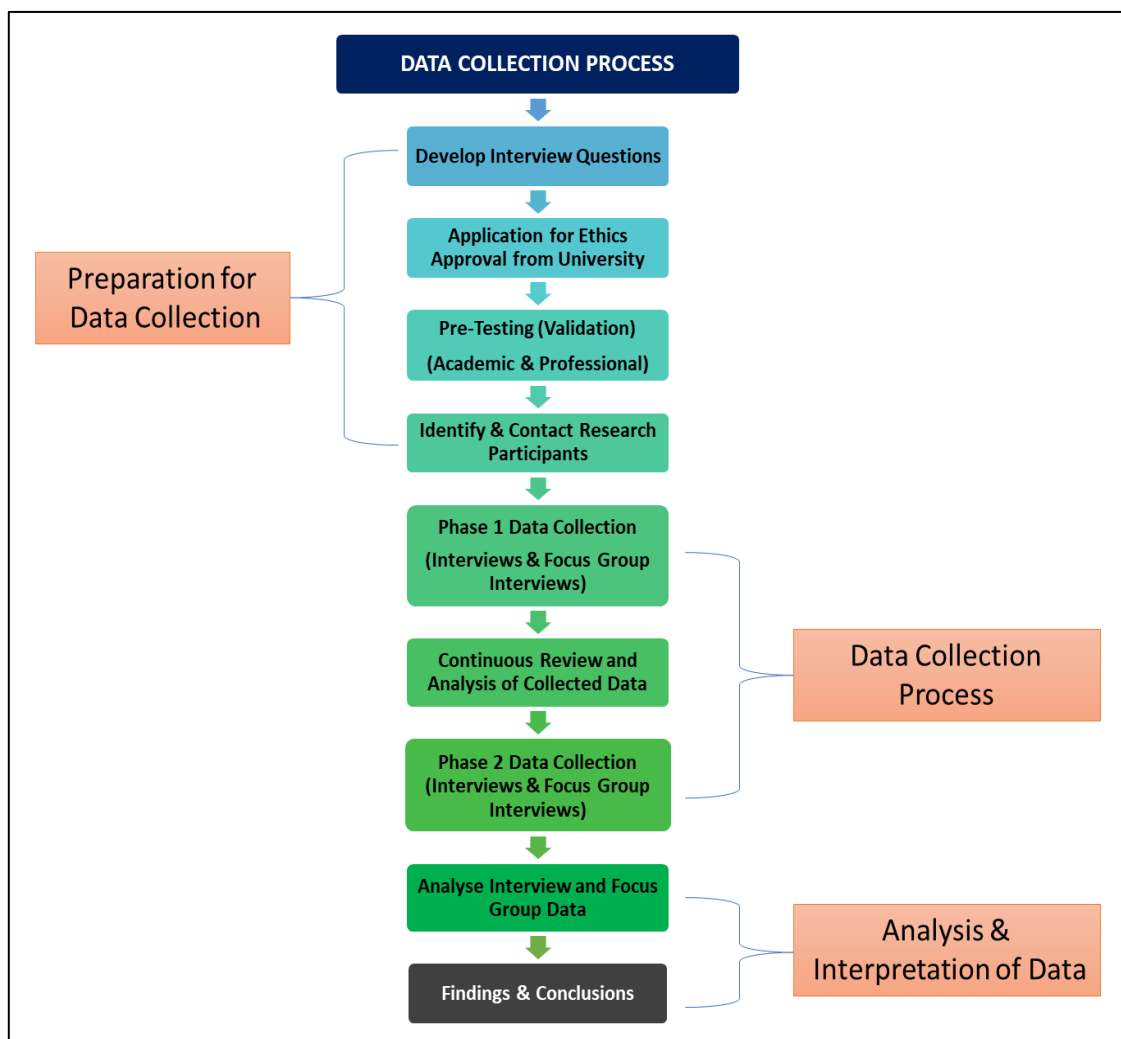 DATA COLLECTION PROCESS
Develop Interview Questions
Application for Ethics
Approval from University
Preparation for
Data Collection
Pre-Testing (Validation)
(Academic & Professional)
Identify & Contact Research
Participants
Phase 1 Data Collection
(Interviews & Focus Group
Interviews)
Continuous Review and
Analysis of Collected Data
Data Collection
Process
Phase 2 Data Collection
(Interviews & Focus Group
Interviews)
Analyse Interview and Focus
Group Data
Analysis &
Interpretation of Data
Findings & Conclusions